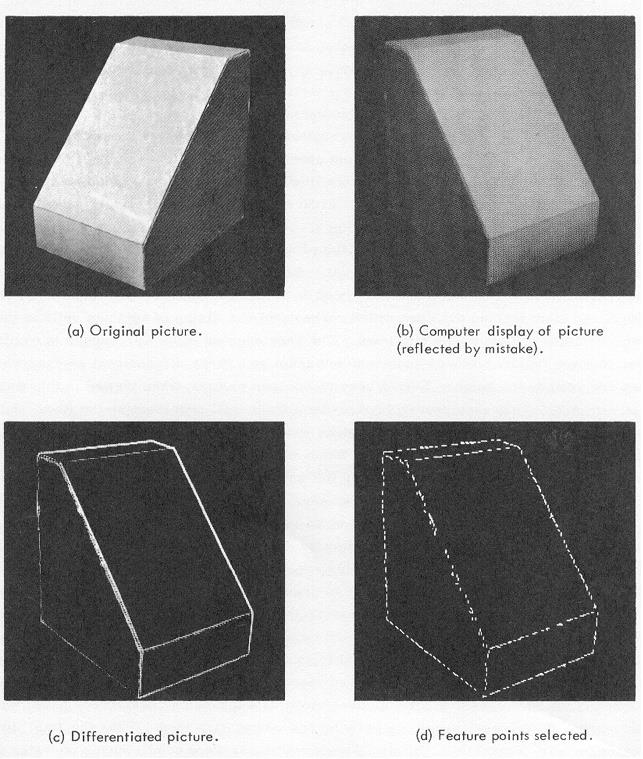 (a) Original picture.
(b) Computer display of picture
(reflected by mistake).
(c) Differentiated picture.
(d) Feature points selected.